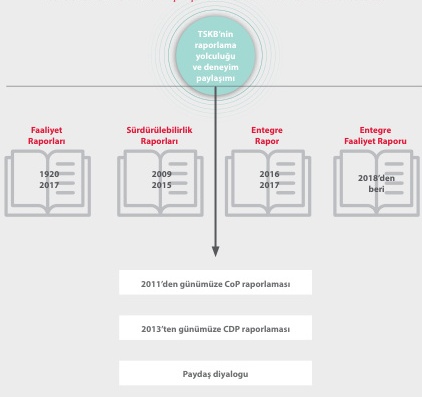 TSKB'nin
raporlama
yolculuğu
ve deneyim
paylaşımı
Faaliyet
Raporları
1920
2017
Sürdürülebilirlik
Raporları
2009
2015
Entegre
Rapor
2016
2017
Entegre
Faaliyet Raporu
2018'den
beri
2011'den günümüze CoP raporlaması
2013'ten günümüze CDP raporlaması
Paydaş diyalogu